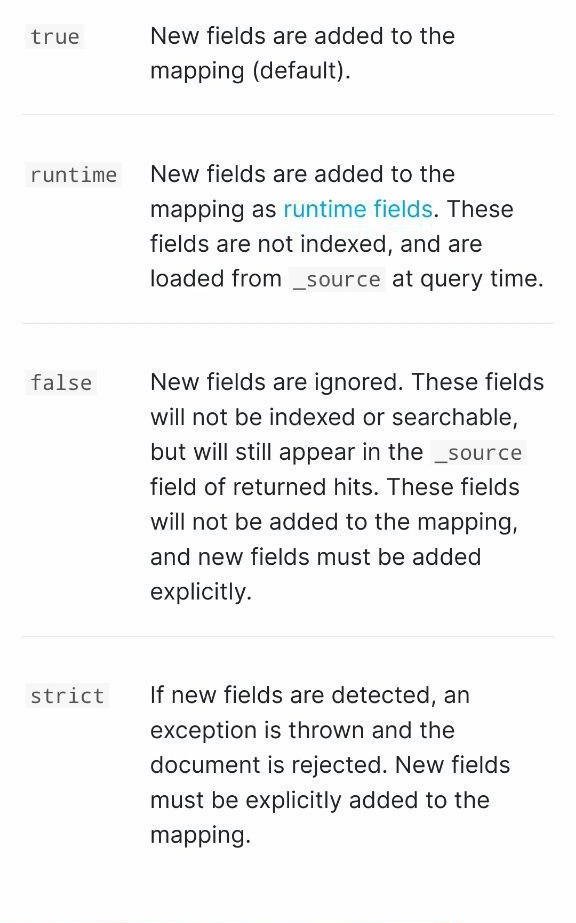 true New fields are added to the
mapping (default).
runtime New fields are added to the
mapping as runtime fields. These
fields are not indexed, and are
loaded from _source at query time.
false New fields are ignored. These fields
will not be indexed or searchable,
but will still appear in the _source
field of returned hits. These fields
will not be added to the mapping,
and new fields must be added
explicitly.
strict If new fields are detected, an
exception is thrown and the
document is rejected. New fields
must be explicitly added to the
mapping.